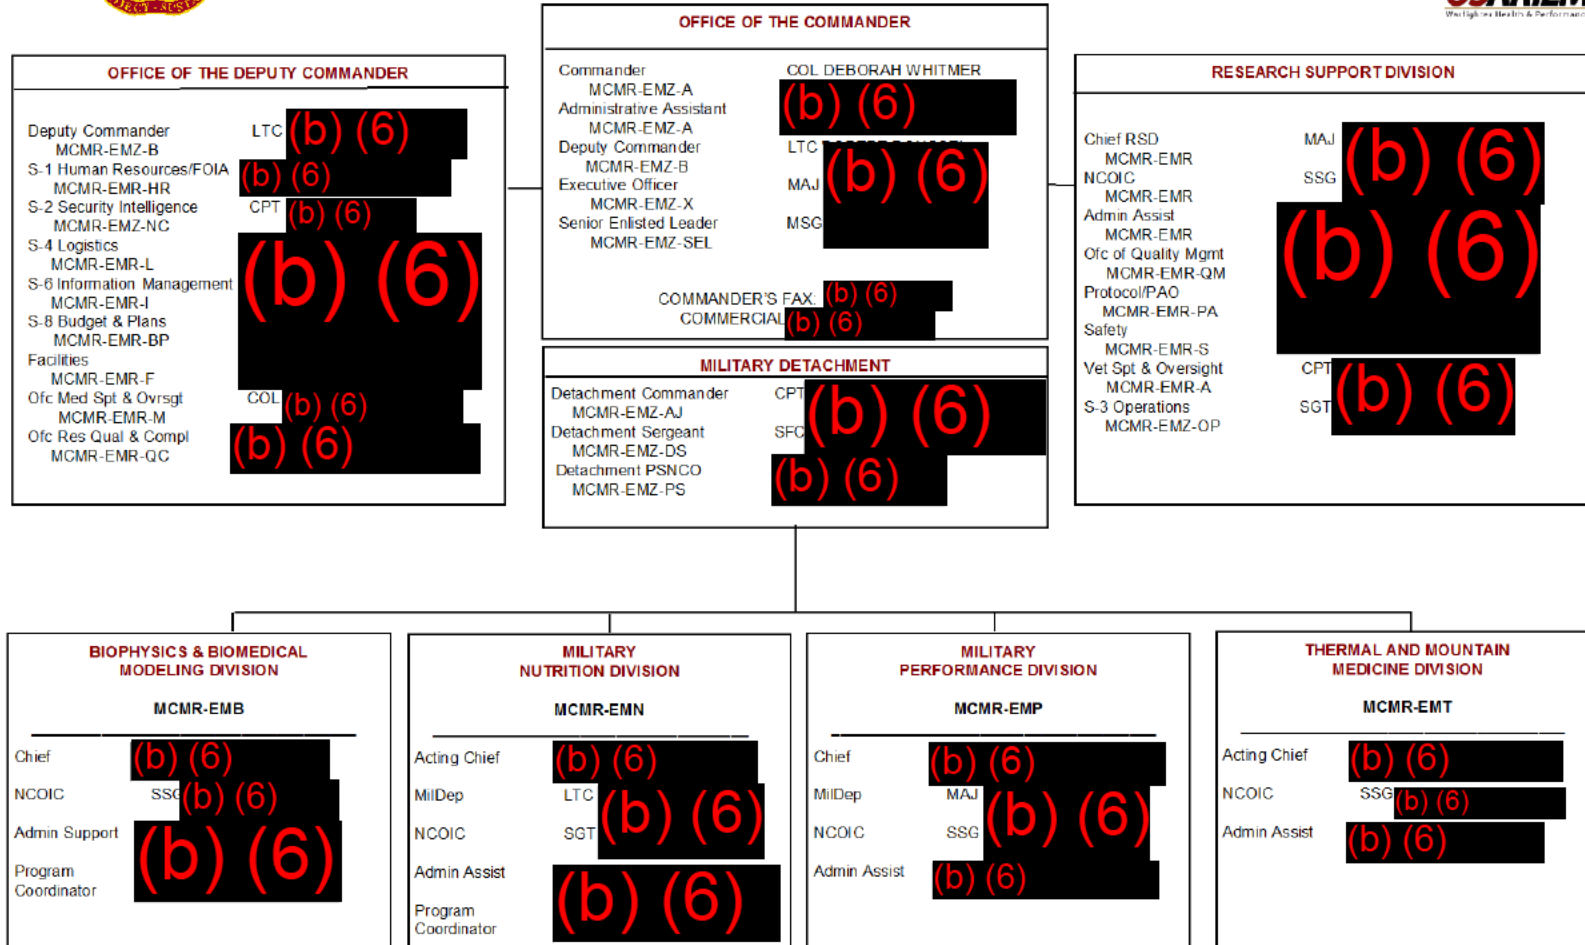 OFFICE OF THE COMMANDER
Commander COL DEBORAH WHITMER
MCMR-EMZ-A (b) (6)
Administrative Assistant
MCMR-EMZ-A
Deputy Commander LTC
MCMR-EMZ-B (b) (6)
Executive Officer MAJ
MCMR-EMZ-X
Senior Enlisted Leader MSG
MCMR-EMZ-SEL
COMMANDER'S FAX: (b) (6)
COMMERCIAL (b) (6)
OFFICE OF THE DEPUTY COMMANDER
Deputy Commander LTC (b) (6)
MCMR-EMZ-B
S-1 Human Resources/FOIA (b) (6)
MCMR-EMR-HR
S-2 Security Intelligence CPT (b) (6)
MCMR-EMZ-NC
S-4 Logistics (b) (6)
MCMR-EMR-L
S-6 Information Management
MCMR-EMR-I
S-8 Budget & Plans
MCMR-EMR-BP
Facilities
MCMR-EMR-F
Ofc Med Spt & Ovrsgt COL (b) (6)
MCMR-EMR-M
Ofc Res Qual & Compl (b) (6)
MCMR-EMR-QC
Warfighter Health & Performance
RESEARCH SUPPORT DIVISION
Chief RSD MAJ (b) (6)
MCMR-EMR
NCOIC SSG
MCMR-EMR
Admin Assist (b) (6)
MCMR-EMR
Ofc of Quality Mgmt
MCMR-EMR-QM
Protocol/PAO
MCMR-EMR-PA
Safety
MCMR-EMR-S
Vet Spt & Oversight CPT (b) (6)
MCMR-EMR-A
S-3 Operations SGT
MCMR-EMZ-OP
MILITARY DETACHMENT
Detachment Commander CPT (b) (6)
MCMR-EMZ-AJ
Detachment Sergeant SFC
MCMR-EMZ-DS
Detachment PSNCO (b) (6)
MCMR-EMZ-PS
BIOPHYSICS & BIOMEDICAL
MODELING DIVISION
MCMR-EMB
Chief (b) (6)
NCOIC SSG (b) (6)
Admin Support (b) (6)
Program
Coordinator
MILITARY
NUTRITION DIVISION
MCMR-EMN
Acting Chief (b) (6)
MilDep LTC (b) (6)
NCOIC SGT
Admin Assist (b) (6)
Program
Coordinator
MILITARY
PERFORMANCE DIVISION
MCMR-EMP
Chief (b) (6)
MilDep MAJ (b) (6)
NCOIC SSG
Admin Assist (b) (6)
THERMAL AND MOUNTAIN
MEDICINE DIVISION
MCMR-EMT
Acting Chief (b) (6)
NCOIC SSG (b) (6)
Admin Assist (b) (6)